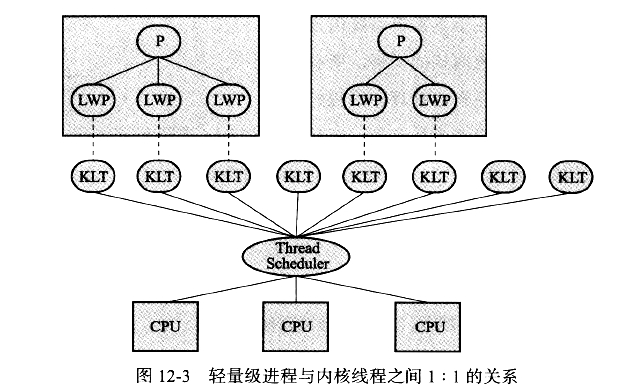 P P
LWP LWP LWP LWP LWP
KLT KLT KLT KLT KLT KLT KLT KLT
Thread
Scheduler
CPU CPU CPU
图 12-3 轻量级进程与内核线程之间 1：1 的关系